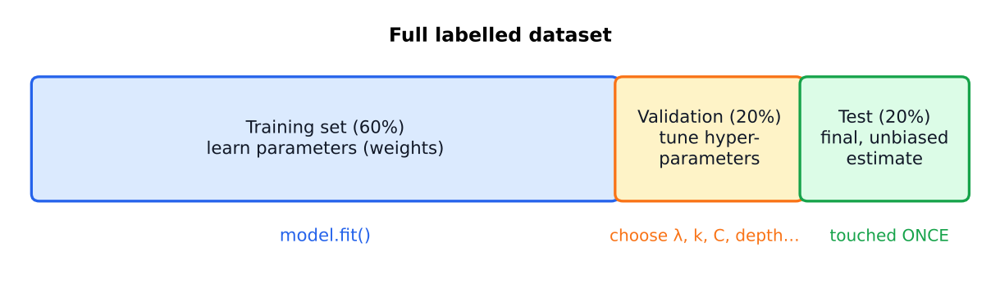 Full labelled dataset
Training set (60%)
learn parameters (weights)
Validation (20%)
tune hyper-
parameters
Test (20%)
final, unbiased
estimate
model.fit()
choose λ, k, C, depth…
touched ONCE